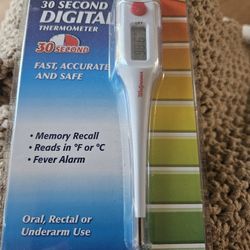 30 SECOND
DIGITAL
THERMOMETER
30 SECOND
FAST, ACCURATE
AND SAFE
• Memory Recall
• Reads in °F or °C
• Fever Alarm
Oral, Rectal or
Underarm Use
Walgreens